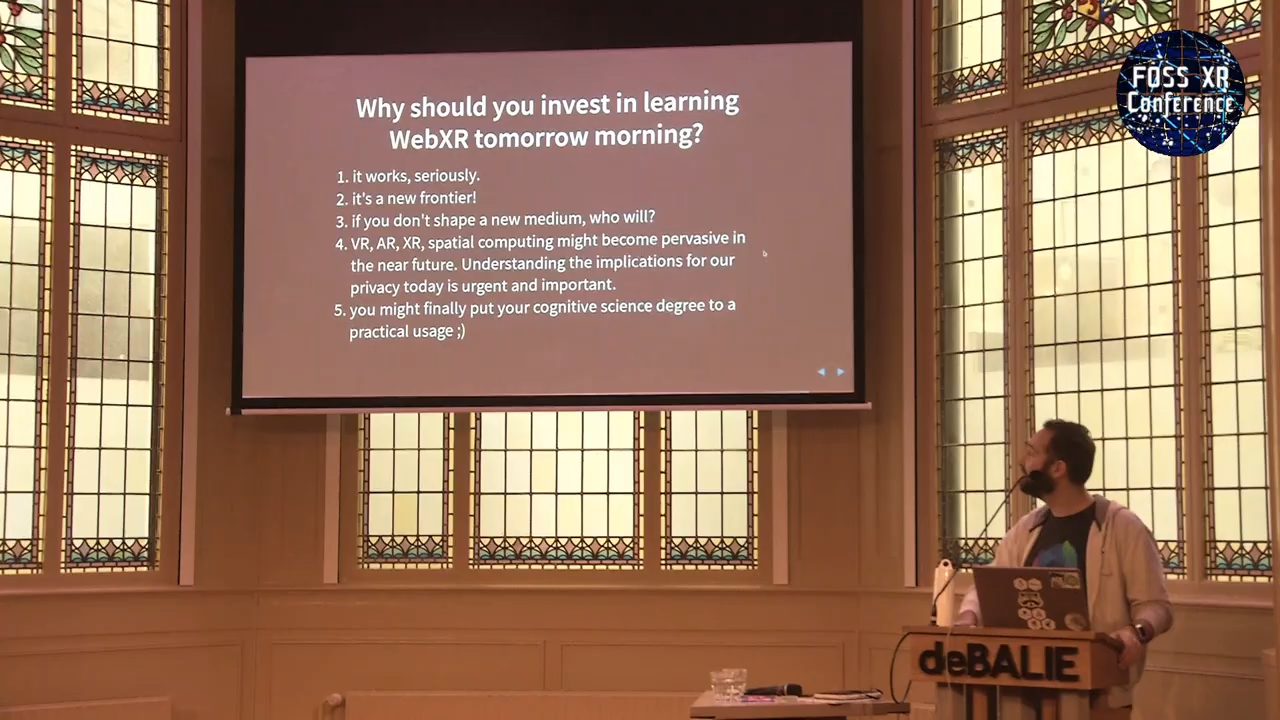 Why should you invest in learning
WebXR tomorrow morning?
1. it works, seriously.
2. it's a new frontier!
3. if you don't shape a new medium, who will?
4. VR, AR, XR, spatial computing might become pervasive in
the near future. Understanding the implications for our
privacy today is urgent and important.
5. you might finally put your cognitive science degree to a
practical usage ;)
FOSS XR
Conference
deBALIE